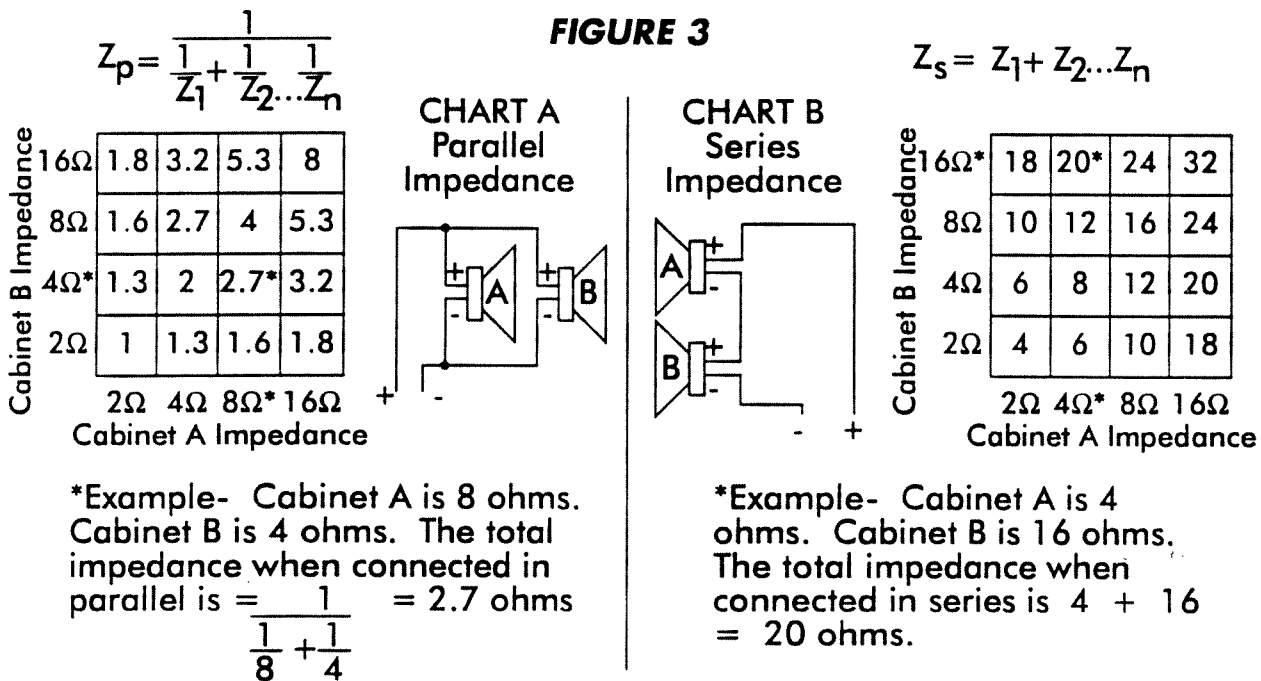 FIGURE 3
Zp = 1
1/Z1 + 1/Z2 ... 1/Zn
Cabinet B Impedance
16Ω 1.8 3.2 5.3 8
8Ω 1.6 2.7 4 5.3
4Ω* 1.3 2 2.7* 3.2
2Ω 1 1.3 1.6 1.8
2Ω 4Ω 8Ω* 16Ω
Cabinet A Impedance
CHART A
Parallel
Impedance
+ - A
+ - B
+ -
*Example- Cabinet A is 8 ohms.
Cabinet B is 4 ohms. The total
impedance when connected in
parallel is = 1 = 2.7 ohms
1/8 + 1/4
CHART B
Series
Impedance
A + -
B + -
- +
Zs = Z1 + Z2...Zn
Cabinet B Impedance
16Ω* 18 20* 24 32
8Ω 10 12 16 24
4Ω 6 8 12 20
2Ω 4 6 10 18
2Ω 4Ω* 8Ω 16Ω
Cabinet A Impedance
*Example- Cabinet A is 4
ohms. Cabinet B is 16 ohms.
The total impedance when
connected in series is 4 + 16
= 20 ohms.